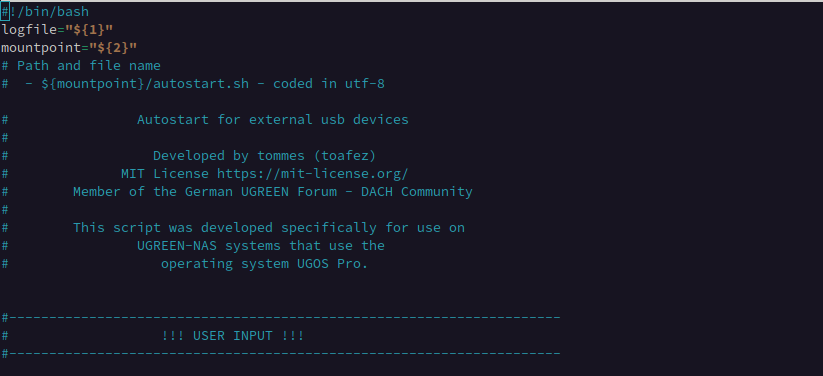 #!/bin/bash
logfile="${1}"
mountpoint="${2}"
# Path and file name
#  - ${mountpoint}/autostart.sh - coded in utf-8
#                Autostart for external usb devices
#
#                  Developed by tommes (toafez)
#              MIT License https://mit-license.org/
#        Member of the German UGREEN Forum - DACH Community
#
#        This script was developed specifically for use on
#                UGREEN-NAS systems that use the
#                   operating system UGOS Pro.
#---------------------------------------------------------------------
#                   !!! USER INPUT !!!
#---------------------------------------------------------------------